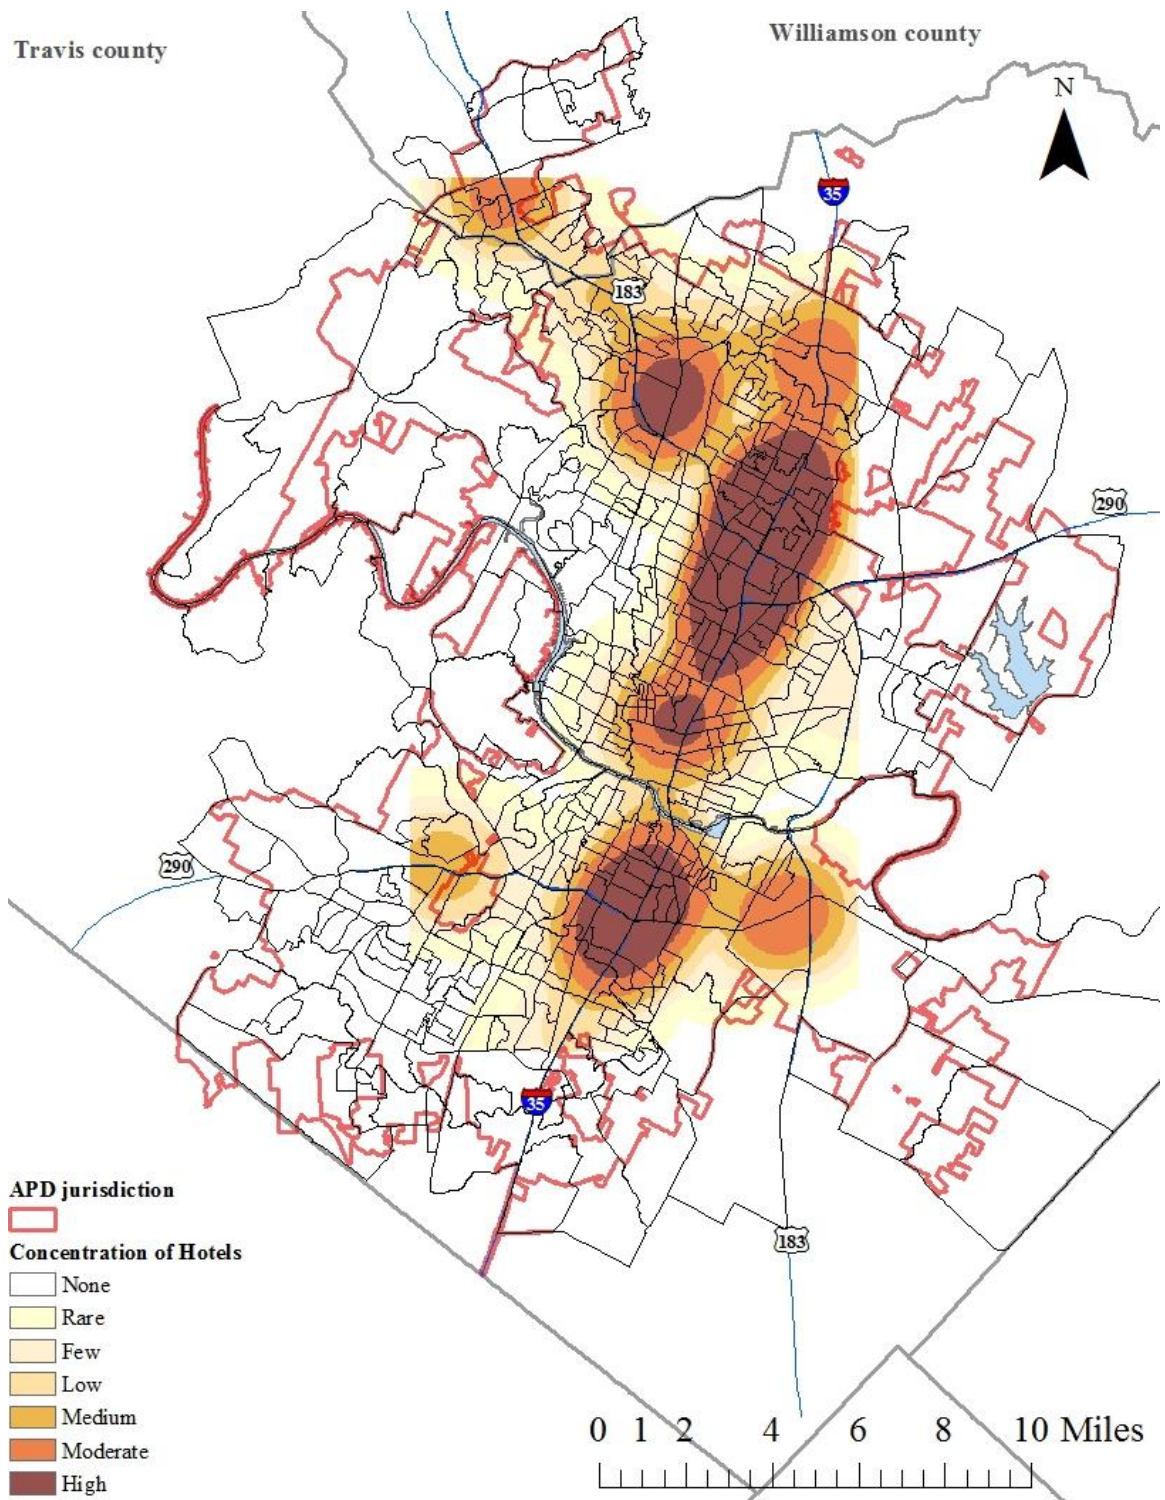 Travis county
Williamson county
N
35
183
290
290
35
183
APD jurisdiction
Concentration of Hotels
None
Rare
Few
Low
Medium
Moderate
High
0 1 2 4 6 8 10 Miles